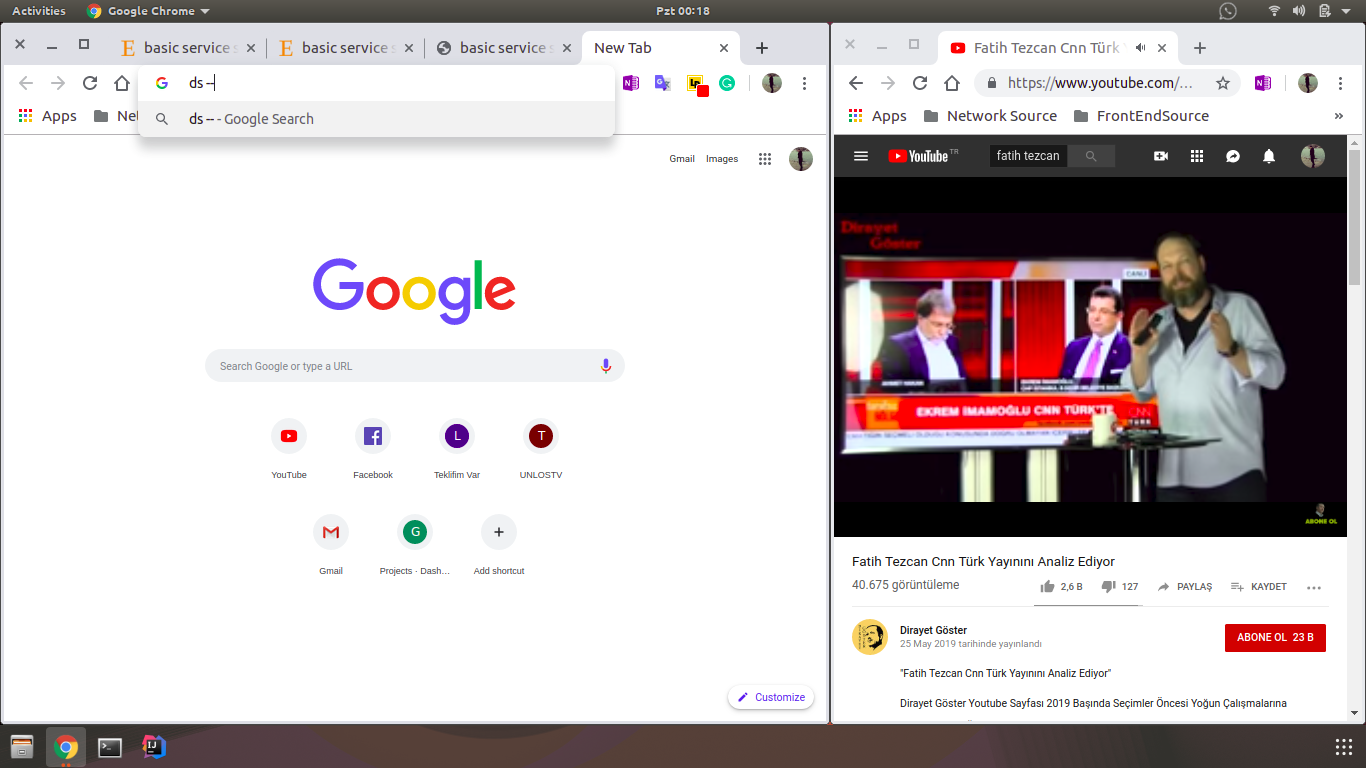 Activities
Google Chrome
Pzt 00:18
basic service s
basic service s
basic service s
New Tab
ds --
ds -- - Google Search
Apps
Gmail
Images
Google
Search Google or type a URL
YouTube
Facebook
L
Teklifim Var
T
UNLOSTV
Gmail
G
Projects · Dash...
Add shortcut
Customize
Fatih Tezcan Cnn Türk
https://www.youtube.com/...
Apps
Network Source
FrontEndSource
»
YouTube TR
fatih tezcan
Dirayet
Göster
CANLI
EKREM İMAMOĞLU CNN TÜRK'TE
CNN
TÜRK
ABONE OL
Fatih Tezcan Cnn Türk Yayınını Analiz Ediyor
40.675 görüntüleme
2,6 B
127
PAYLAŞ
KAYDET
Dirayet Göster
25 May 2019 tarihinde yayınlandı
ABONE OL 23 B
"Fatih Tezcan Cnn Türk Yayınını Analiz Ediyor"
Dirayet Göster Youtube Sayfası 2019 Başında Seçimler Öncesi Yoğun Çalışmalarına